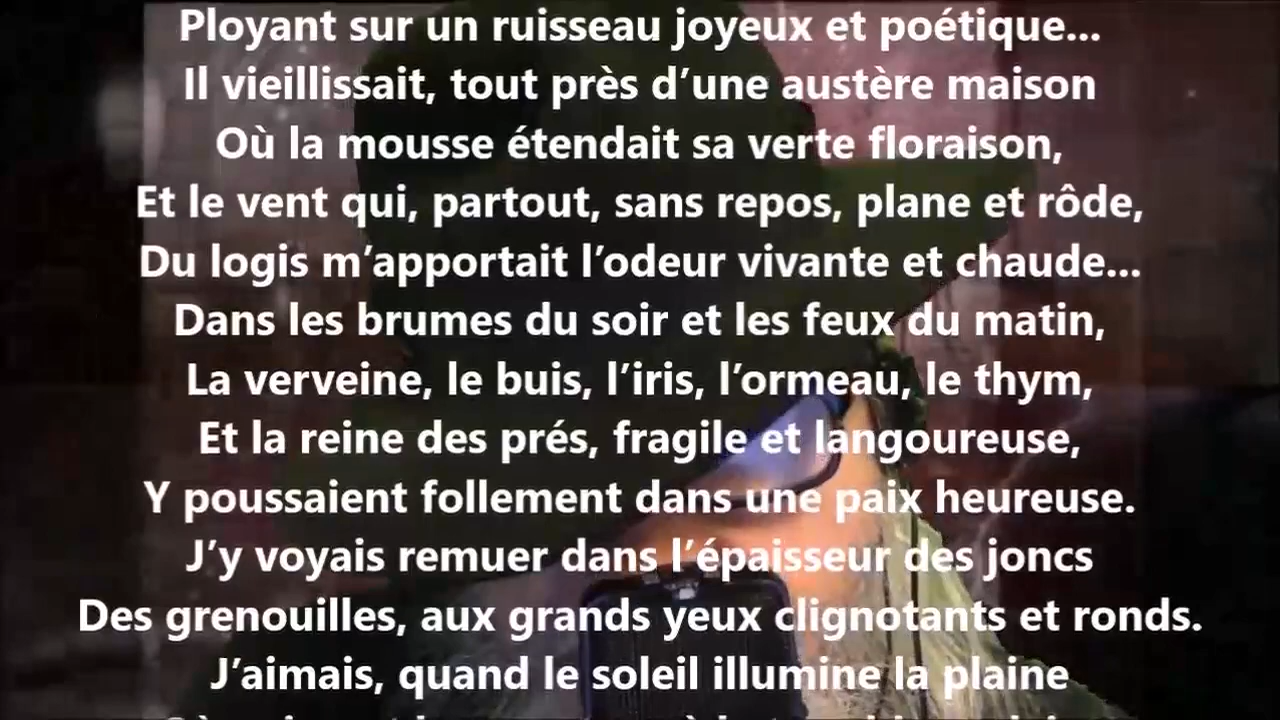 Ployant sur un ruisseau joyeux et poétique...
Il vieillissait, tout près d’une austère maison
Où la mousse étendait sa verte floraison,
Et le vent qui, partout, sans repos, plane et rôde,
Du logis m’apportait l’odeur vivante et chaude...
Dans les brumes du soir et les feux du matin,
La verveine, le buis, l’iris, l’ormeau, le thym,
Et la reine des prés, fragile et langoureuse,
Y poussaient follement dans une paix heureuse.
J’y voyais remuer dans l’épaisseur des joncs
Des grenouilles, aux grands yeux clignotants et ronds.
J’aimais, quand le soleil illumine la plaine